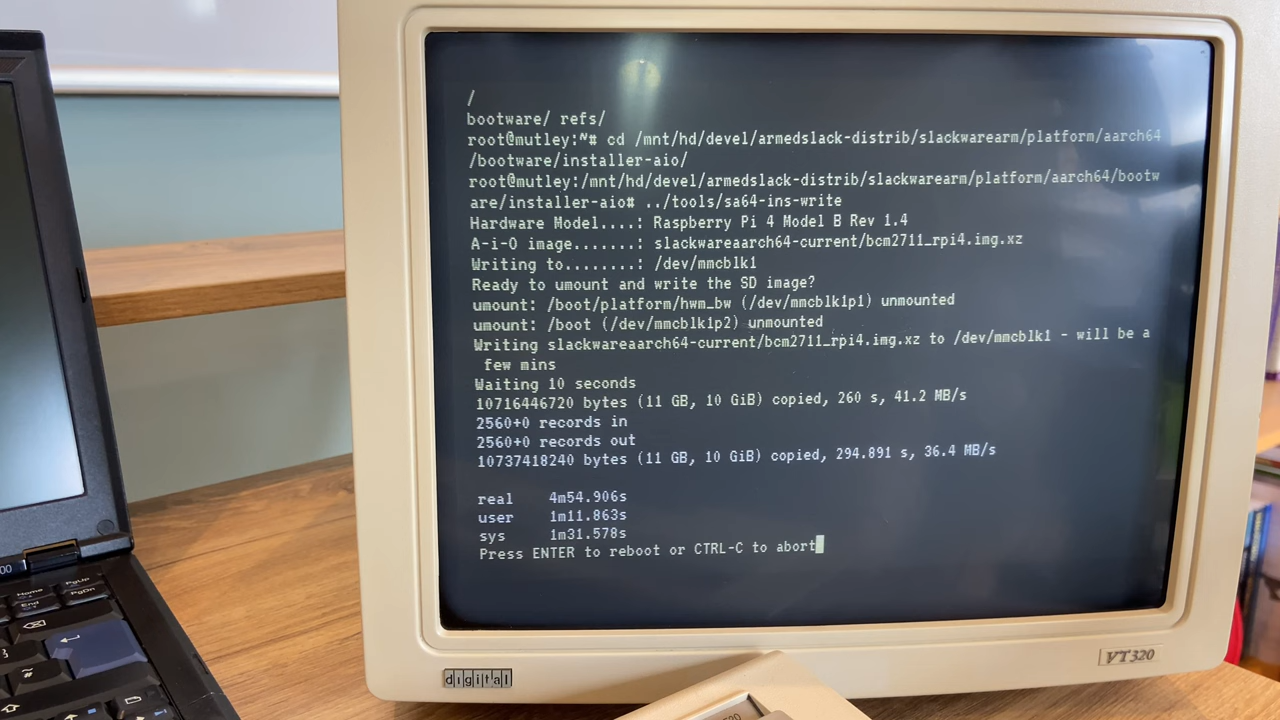 /
bootware/ refs/
root@mutley:~# cd /mnt/hd/devel/armedslack-distrib/slackwarearm/platform/aarch64
/bootware/installer-aio/
root@mutley:/mnt/hd/devel/armedslack-distrib/slackwarearm/platform/aarch64/bootw
are/installer-aio# ../tools/sa64-ins-write
Hardware Model....: Raspberry Pi 4 Model B Rev 1.4
A-i-O image.......: slackwareaarch64-current/bcm2711_rpi4.img.xz
Writing to........: /dev/mmcblk1
Ready to umount and write the SD image?
umount: /boot/platform/hwm_bw (/dev/mmcblk1p1) unmounted
umount: /boot (/dev/mmcblk1p2) unmounted
Writing slackwareaarch64-current/bcm2711_rpi4.img.xz to /dev/mmcblk1 - will be a
few mins
Waiting 10 seconds
10716446720 bytes (11 GB, 10 GiB) copied, 260 s, 41.2 MB/s
2560+0 records in
2560+0 records out
10737418240 bytes (11 GB, 10 GiB) copied, 294.891 s, 36.4 MB/s
real 4m54.906s
user 1m11.863s
sys 1m31.578s
Press ENTER to reboot or CTRL-C to abort
digital
VT320
Home
PgUp
End
PgDn